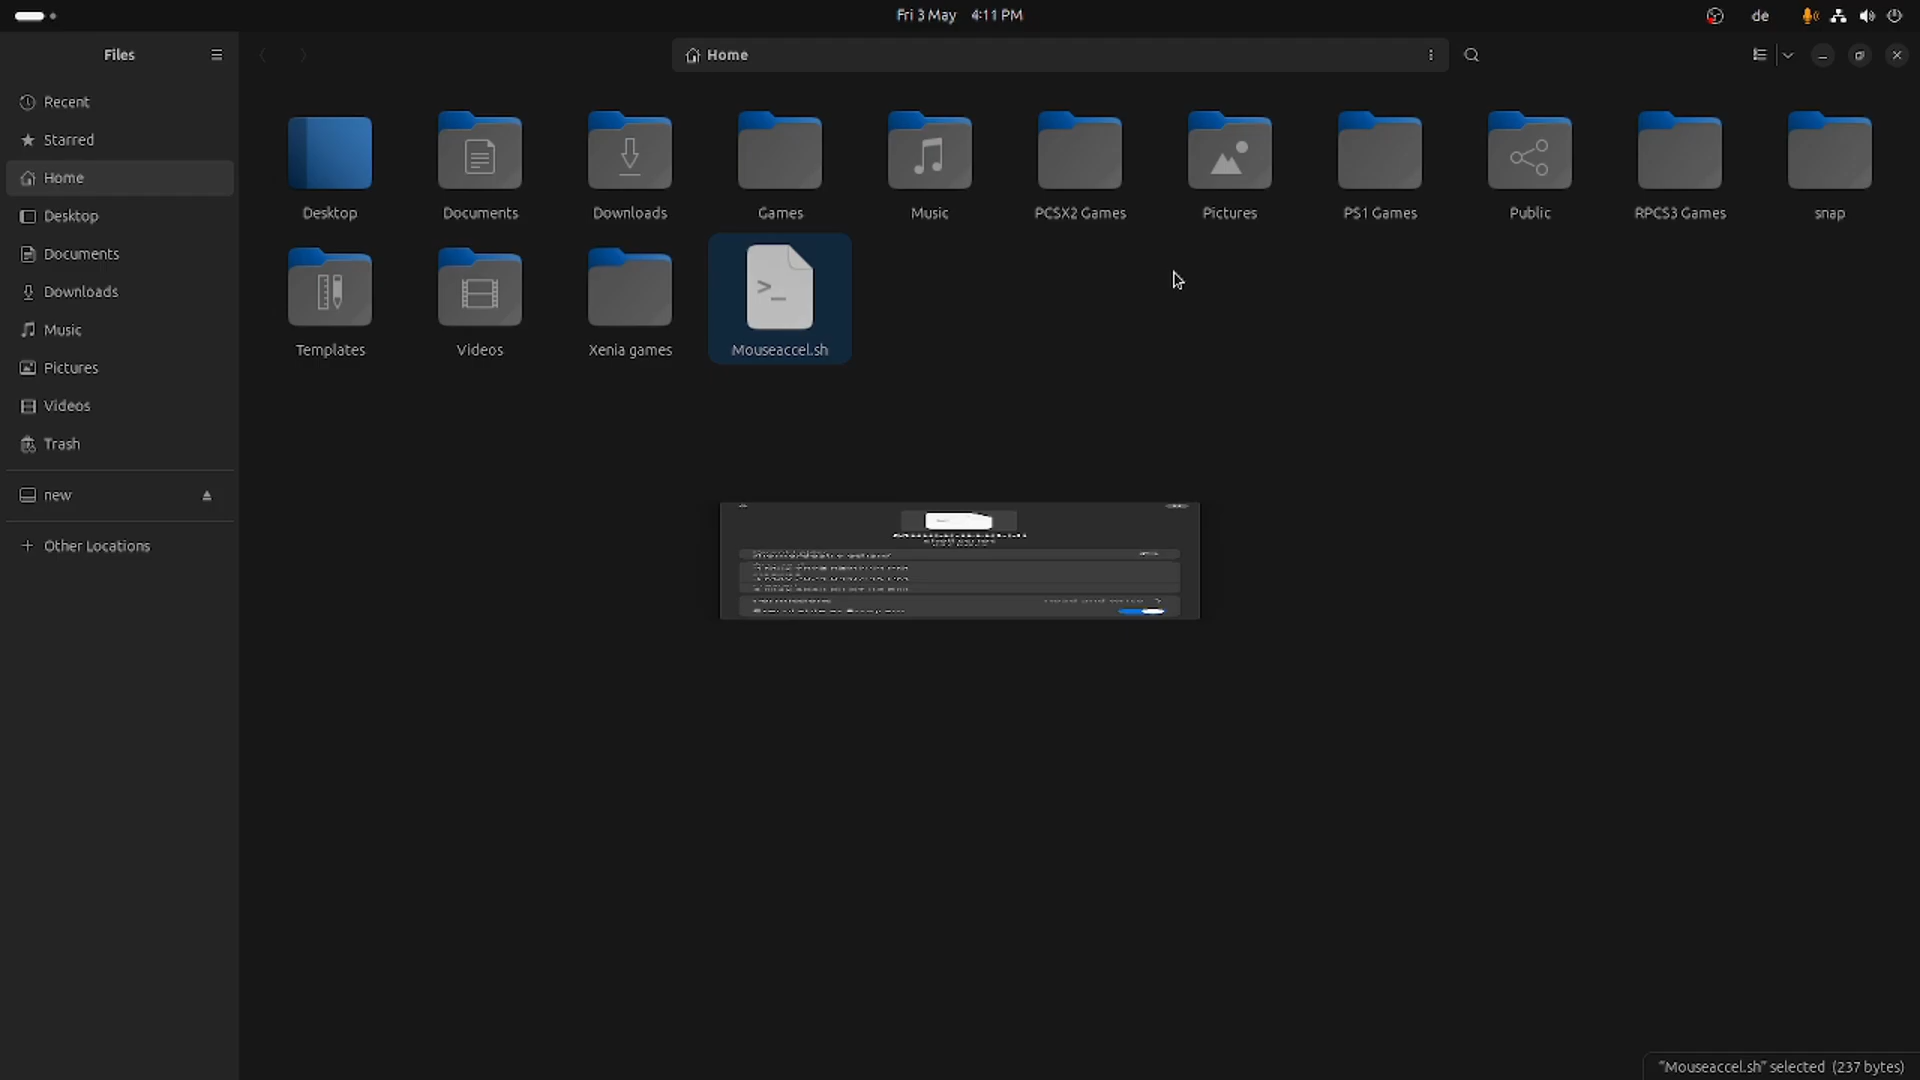 Fri 3 May 4:11 PM
de
Files
Home
Recent
Starred
Home
Desktop
Documents
Downloads
Music
Pictures
Videos
Trash
new
Other Locations
Desktop
Documents
Downloads
Games
Music
PCSX2 Games
Pictures
PS1 Games
Public
RPCS3 Games
snap
Templates
Videos
Xenia games
>_
Mouseaccel.sh
"Mouseaccel.sh" selected (237 bytes)